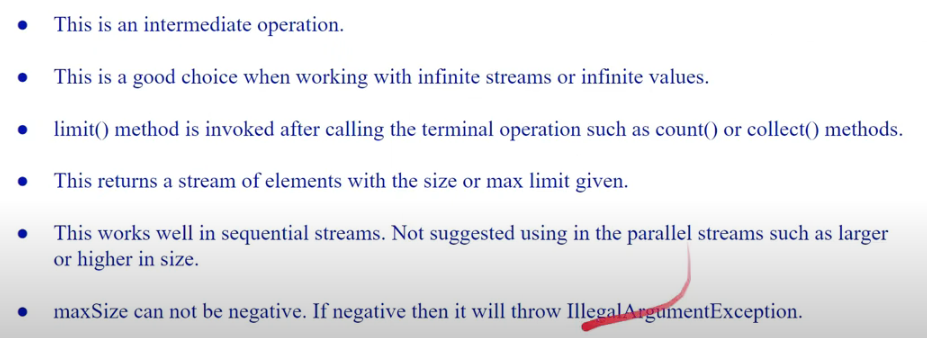 ● This is an intermediate operation.
● This is a good choice when working with infinite streams or infinite values.
● limit() method is invoked after calling the terminal operation such as count() or collect() methods.
● This returns a stream of elements with the size or max limit given.
● This works well in sequential streams. Not suggested using in the parallel streams such as larger
or higher in size.
● maxSize can not be negative. If negative then it will throw IllegalArgumentException.